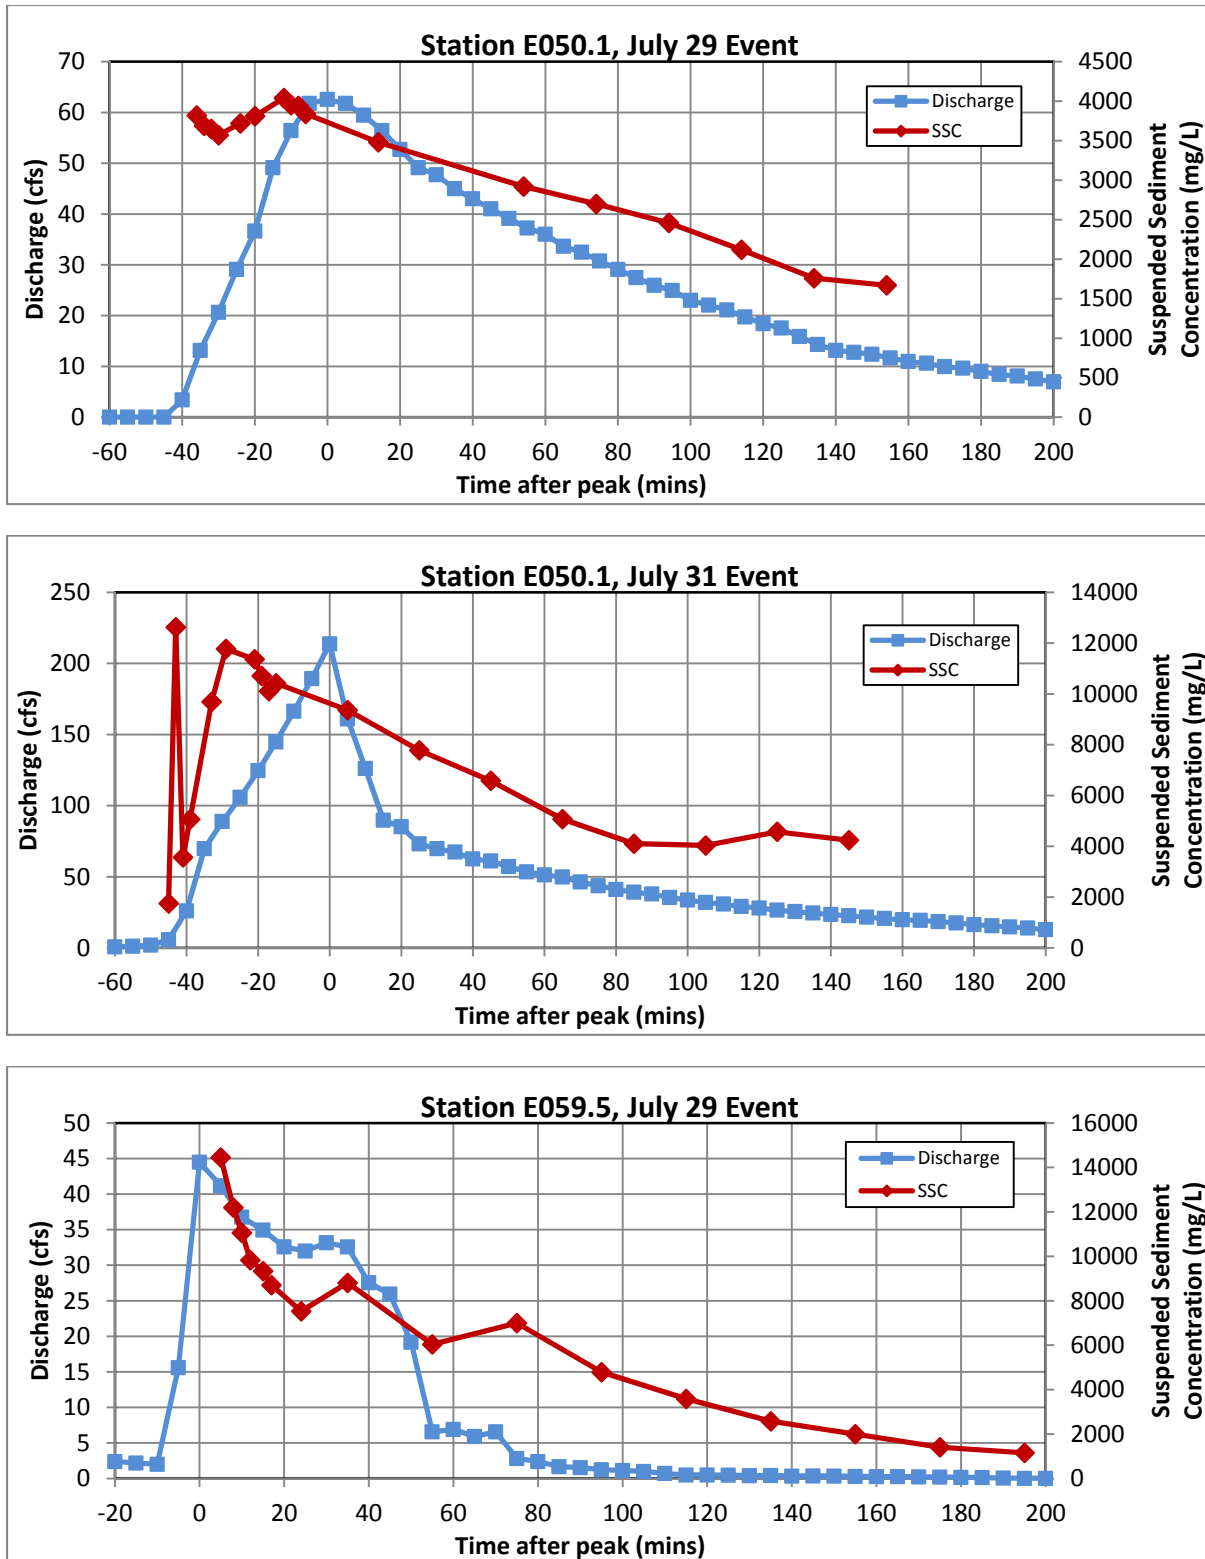 Station E050.1, July 29 Event
Discharge (cfs)
70
60
50
40
30
20
10
0
Discharge
SSC
4500
4000
3500
3000
2500
2000
1500
1000
500
0
Suspended Sediment
Concentration (mg/L)
-60 -40 -20 0 20 40 60 80 100 120 140 160 180 200
Time after peak (mins)
Station E050.1, July 31 Event
Discharge (cfs)
250
200
150
100
50
0
Discharge
SSC
14000
12000
10000
8000
6000
4000
2000
0
Suspended Sediment
Concentration (mg/L)
-60 -40 -20 0 20 40 60 80 100 120 140 160 180 200
Time after peak (mins)
Station E059.5, July 29 Event
Discharge (cfs)
50
45
40
35
30
25
20
15
10
5
0
Discharge
SSC
16000
14000
12000
10000
8000
6000
4000
2000
0
Suspended Sediment
Concentration (mg/L)
-20 0 20 40 60 80 100 120 140 160 180 200
Time after peak (mins)